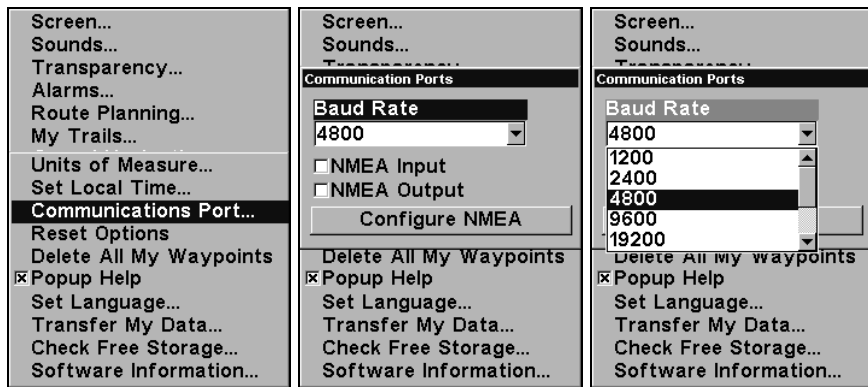 Screen...
Sounds...
Transparency...
Alarms...
Route Planning...
My Trails...
Units of Measure...
Set Local Time...
Communications Port...
Reset Options
Delete All My Waypoints
Popup Help
Set Language...
Transfer My Data...
Check Free Storage...
Software Information...
Screen...
Sounds...
Communication Ports
Baud Rate
4800
NMEA Input
NMEA Output
Configure NMEA
Delete All My Waypoints
Popup Help
Set Language...
Transfer My Data...
Check Free Storage...
Software Information...
Screen...
Sounds...
Communication Ports
Baud Rate
4800
1200
2400
4800
9600
19200
Delete All My Waypoints
Popup Help
Set Language...
Transfer My Data...
Check Free Storage...
Software Information...